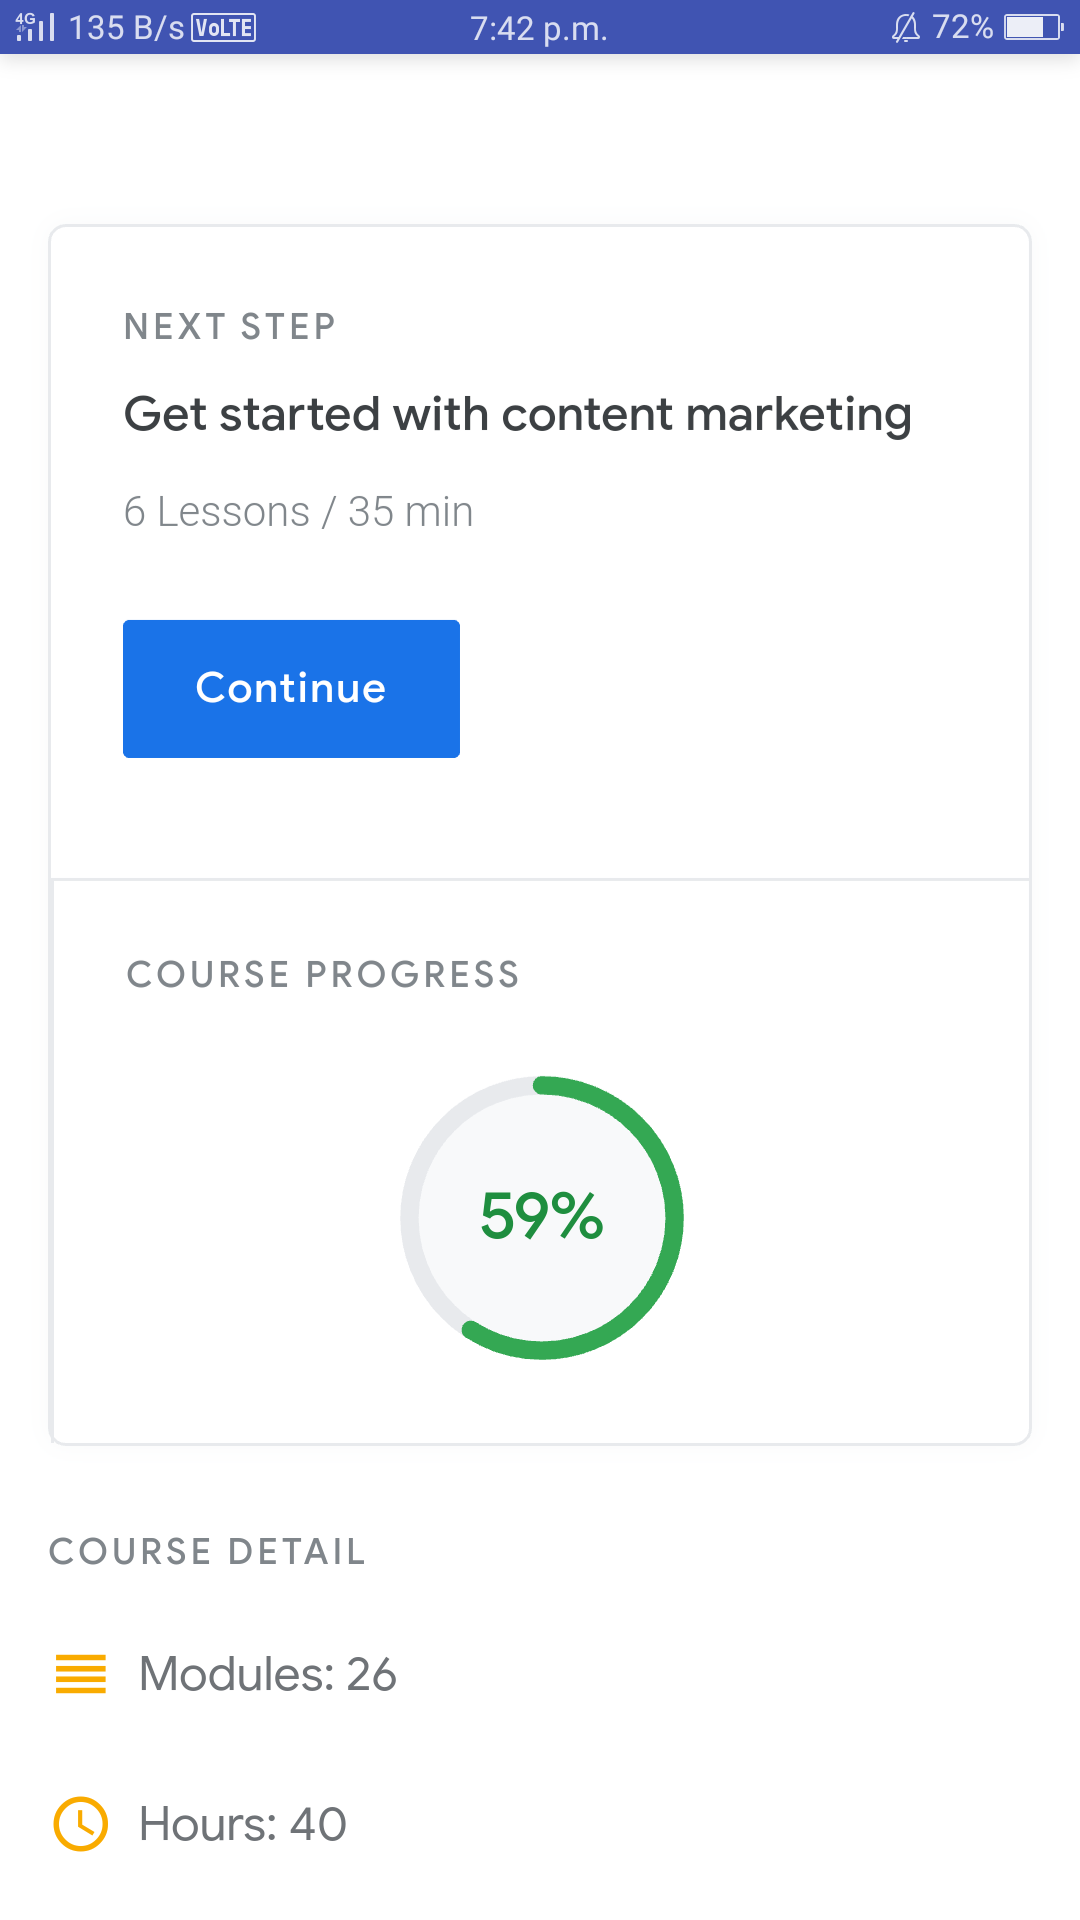 4G 135 B/s VoLTE 7:42 p.m. 72%
NEXT STEP
Get started with content marketing
6 Lessons / 35 min
Continue
COURSE PROGRESS
59%
COURSE DETAIL
Modules: 26
Hours: 40